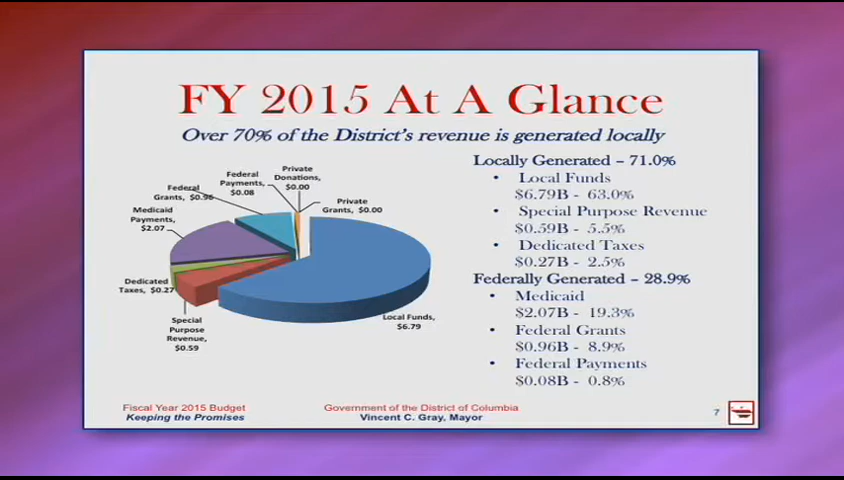 FY 2015 At A Glance
Over 70% of the District's revenue is generated locally
Private
Donations,
$0.00
Federal
Payments,
$0.08
Federal
Grants, $0.96
Private
Grants, $0.00
Medicaid
Payments,
$2.07
Dedicated
Taxes, $0.27
Special
Purpose
Revenue,
$0.59
Local Funds,
$6.79
Locally Generated – 71.0%
• Local Funds
$6.79B - 63.0%
• Special Purpose Revenue
$0.59B - 5.5%
• Dedicated Taxes
$0.27B - 2.5%
Federally Generated – 28.9%
• Medicaid
$2.07B - 19.3%
• Federal Grants
$0.96B - 8.9%
• Federal Payments
$0.08B - 0.8%
Fiscal Year 2015 Budget
Keeping the Promises
Government of the District of Columbia
Vincent C. Gray, Mayor
7